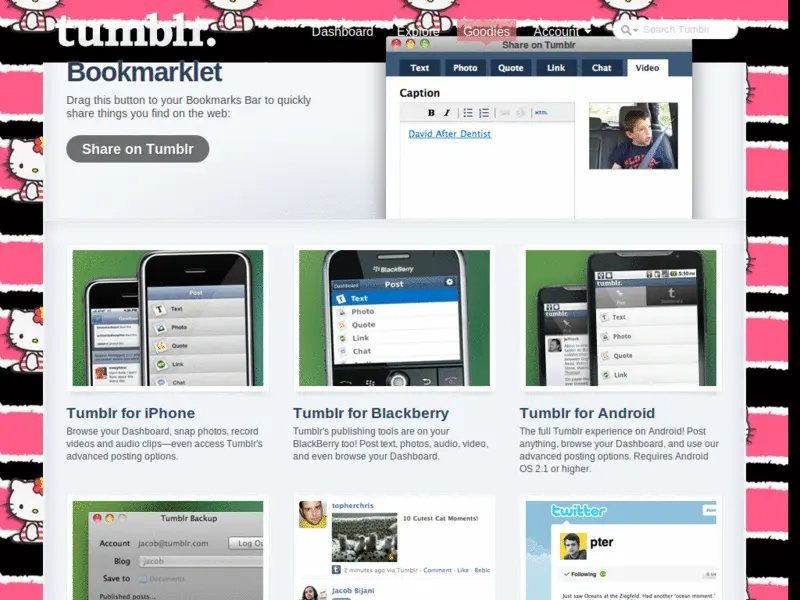 tumblr.
Dashboard Explore Goodies Account
Search Tumblr
Bookmarklet
Drag this button to your Bookmarks Bar to quickly
share things you find on the web:
Share on Tumblr
Share on Tumblr
Text Photo Quote Link Chat Video
Caption
B I HTML
David After Dentist
Post
Text
Photo
Quote
Link
Chat
BlackBerry
Dashboard Post
Text
Photo
Quote
Link
Chat
5:10 PM
tumblr.
Post Dashboard
Text
Photo
Quote
Link
Tumblr for iPhone
Browse your Dashboard, snap photos, record
videos and audio clips—even access Tumblr's
advanced posting options.
Tumblr for Blackberry
Tumblr's publishing tools are on your
BlackBerry too! Post text, photos, audio, video,
and even browse your Dashboard.
Tumblr for Android
The full Tumblr experience on Android! Post
anything, browse your Dashboard, and use our
advanced posting options. Requires Android
OS 2.1 or higher.
Tumblr Backup
Account jacob@tumblr.com Log Ou
Blog jacob
Save to Documents
Published posts...
topherchris
10 Cutest Cat Moments!
2 minutes ago via Tumblr · Comment · Like · Reblo
Jacob Bijani
twitter
pter
Following
Just saw Oceans at the Ziegfeld. Had another "ocean moment."